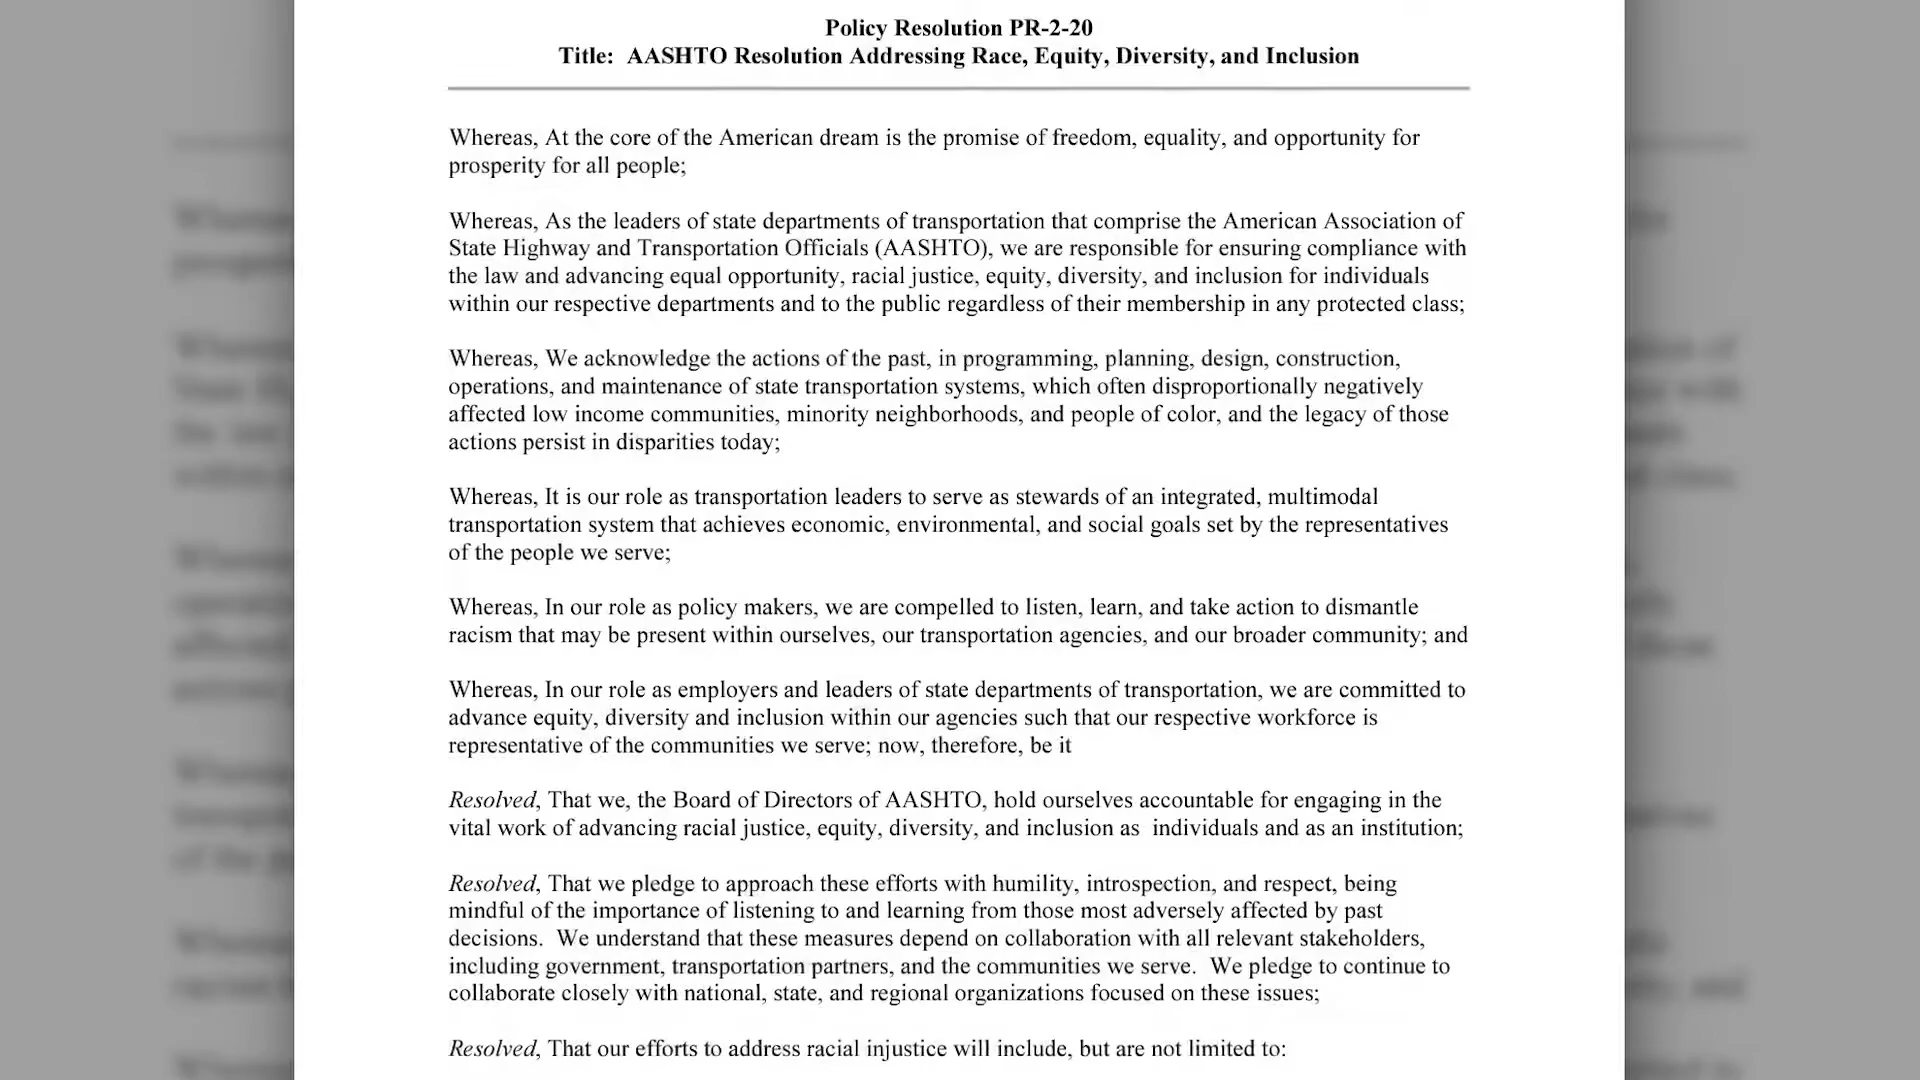 Policy Resolution PR-2-20
Title: AASHTO Resolution Addressing Race, Equity, Diversity, and Inclusion
Whereas, At the core of the American dream is the promise of freedom, equality, and opportunity for
prosperity for all people;
Whereas, As the leaders of state departments of transportation that comprise the American Association of
State Highway and Transportation Officials (AASHTO), we are responsible for ensuring compliance with
the law and advancing equal opportunity, racial justice, equity, diversity, and inclusion for individuals
within our respective departments and to the public regardless of their membership in any protected class;
Whereas, We acknowledge the actions of the past, in programming, planning, design, construction,
operations, and maintenance of state transportation systems, which often disproportionally negatively
affected low income communities, minority neighborhoods, and people of color, and the legacy of those
actions persist in disparities today;
Whereas, It is our role as transportation leaders to serve as stewards of an integrated, multimodal
transportation system that achieves economic, environmental, and social goals set by the representatives
of the people we serve;
Whereas, In our role as policy makers, we are compelled to listen, learn, and take action to dismantle
racism that may be present within ourselves, our transportation agencies, and our broader community; and
Whereas, In our role as employers and leaders of state departments of transportation, we are committed to
advance equity, diversity and inclusion within our agencies such that our respective workforce is
representative of the communities we serve; now, therefore, be it
Resolved, That we, the Board of Directors of AASHTO, hold ourselves accountable for engaging in the
vital work of advancing racial justice, equity, diversity, and inclusion as individuals and as an institution;
Resolved, That we pledge to approach these efforts with humility, introspection, and respect, being
mindful of the importance of listening to and learning from those most adversely affected by past
decisions. We understand that these measures depend on collaboration with all relevant stakeholders,
including government, transportation partners, and the communities we serve. We pledge to continue to
collaborate closely with national, state, and regional organizations focused on these issues;
Resolved, That our efforts to address racial injustice will include, but are not limited to: